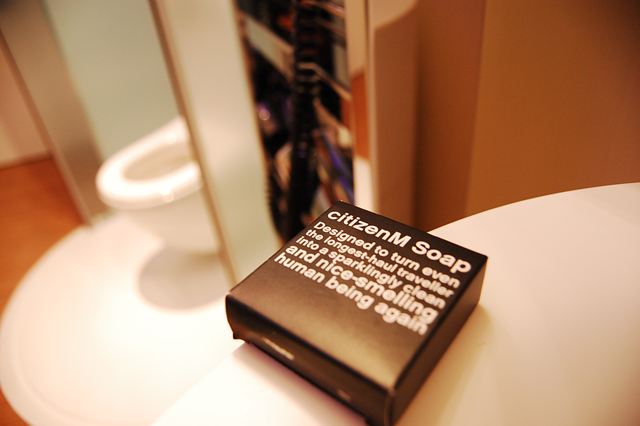 citizenM Soap
Designed to turn even
the longest-haul traveller
into a sparklingly clean
and nice-smelling
human being again